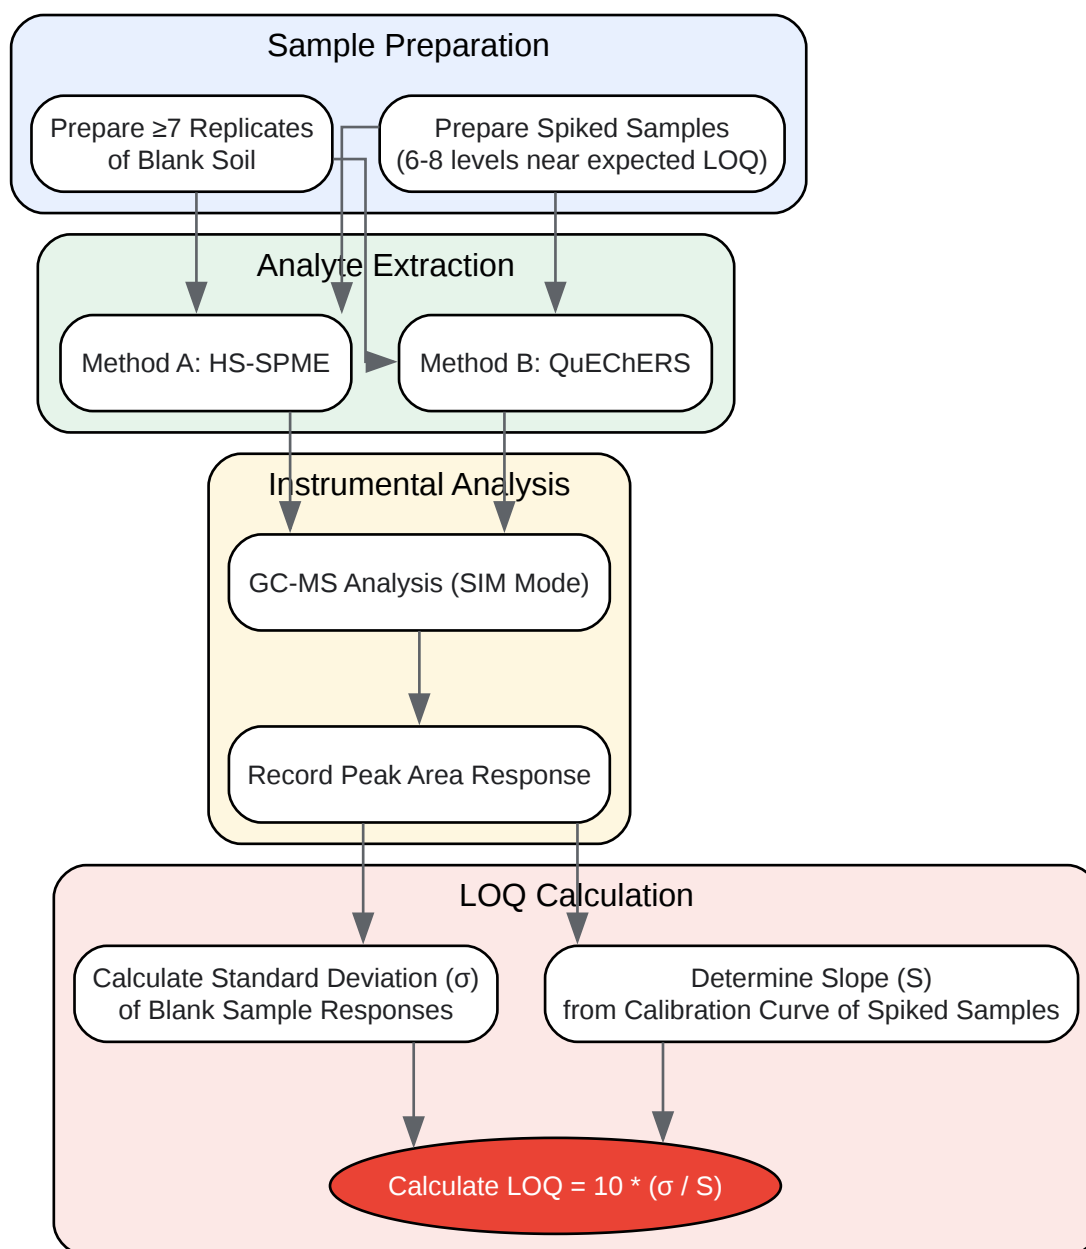 Sample Preparation
Prepare ≥7 Replicates
of Blank Soil
Prepare Spiked Samples
(6-8 levels near expected LOQ)
Analyte Extraction
Method A: HS-SPME
Method B: QuEChERS
Instrumental Analysis
GC-MS Analysis (SIM Mode)
Record Peak Area Response
LOQ Calculation
Calculate Standard Deviation (σ)
of Blank Sample Responses
Determine Slope (S)
from Calibration Curve of Spiked Samples
Calculate LOQ = 10 * (σ / S)